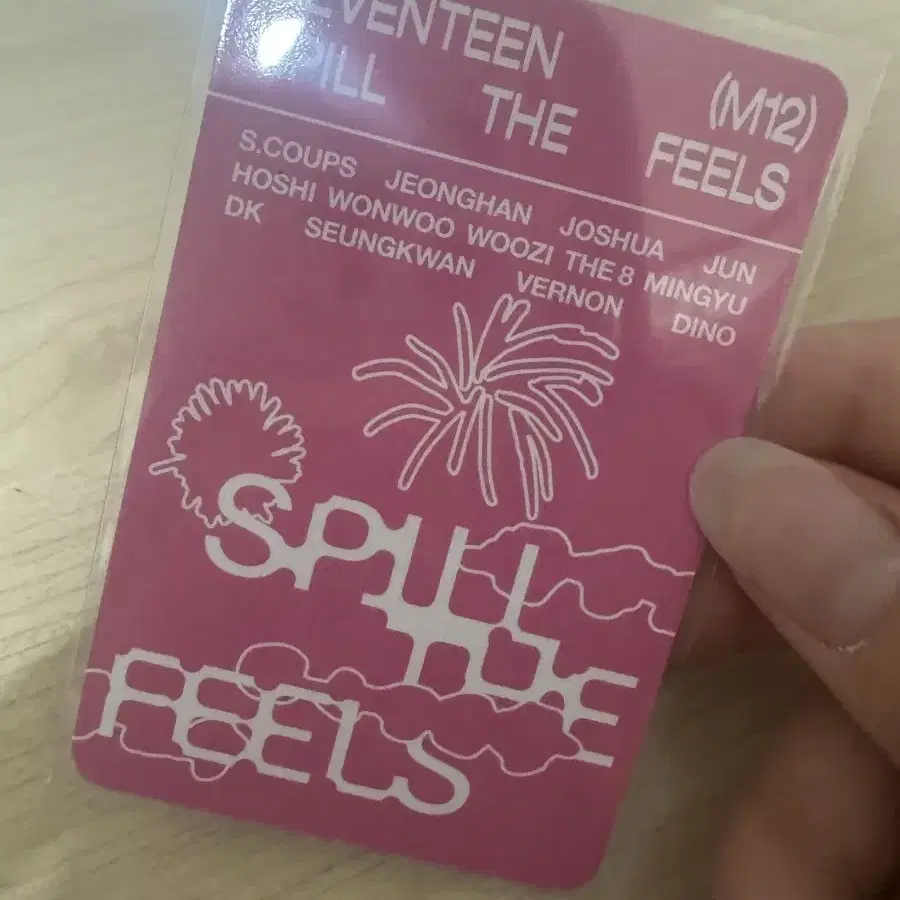 SEVENTEEN (M12)
SPILL THE FEELS
S.COUPS JEONGHAN JOSHUA JUN
HOSHI WONWOO WOOZI THE 8 MINGYU
DK SEUNGKWAN VERNON DINO
SPILL
THE
FEELS